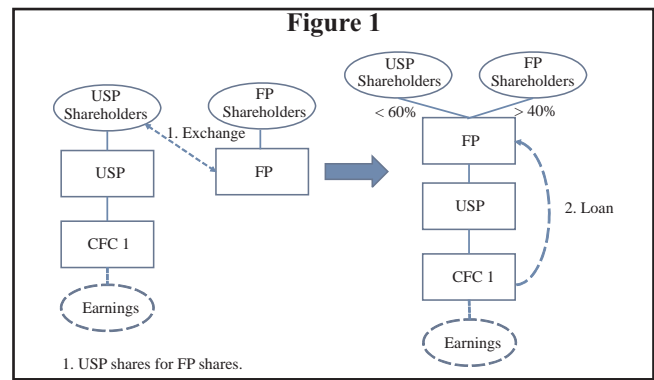 Figure 1
USP
Shareholders
FP
Shareholders
1. Exchange
USP
FP
CFC 1
Earnings
1. USP shares for FP shares.
USP
Shareholders
FP
Shareholders
< 60%
> 40%
FP
USP
2. Loan
CFC 1
Earnings